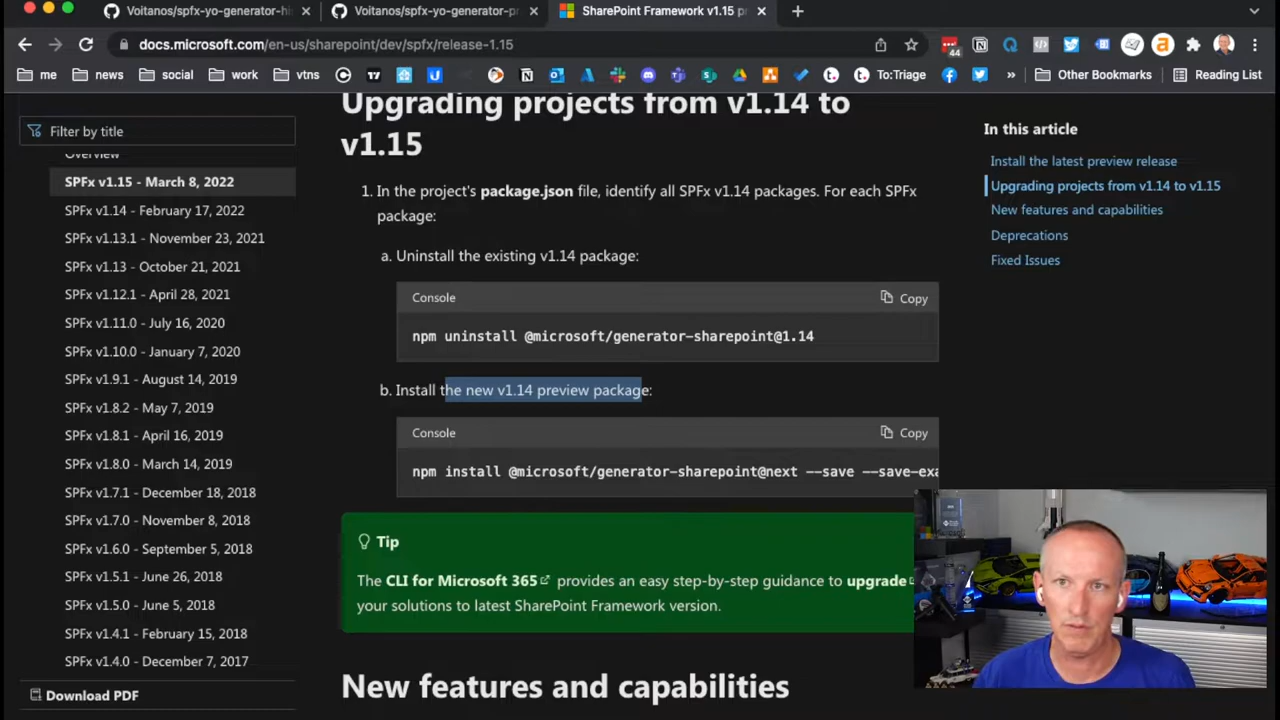 Voitanos/spfx-yo-generator-hi
Voitanos/spfx-yo-generator-pr
SharePoint Framework v1.15 pr
docs.microsoft.com/en-us/sharepoint/dev/spfx/release-1.15
44
me
news
social
work
vtns
To:Triage
Other Bookmarks
Reading List
Filter by title
Overview
SPFx v1.15 - March 8, 2022
SPFx v1.14 - February 17, 2022
SPFx v1.13.1 - November 23, 2021
SPFx v1.13 - October 21, 2021
SPFx v1.12.1 - April 28, 2021
SPFx v1.11.0 - July 16, 2020
SPFx v1.10.0 - January 7, 2020
SPFx v1.9.1 - August 14, 2019
SPFx v1.8.2 - May 7, 2019
SPFx v1.8.1 - April 16, 2019
SPFx v1.8.0 - March 14, 2019
SPFx v1.7.1 - December 18, 2018
SPFx v1.7.0 - November 8, 2018
SPFx v1.6.0 - September 5, 2018
SPFx v1.5.1 - June 26, 2018
SPFx v1.5.0 - June 5, 2018
SPFx v1.4.1 - February 15, 2018
SPFx v1.4.0 - December 7, 2017
Download PDF
Upgrading projects from v1.14 to
v1.15
1. In the project's package.json file, identify all SPFx v1.14 packages. For each SPFx
package:
a. Uninstall the existing v1.14 package:
Console
Copy
npm uninstall @microsoft/generator-sharepoint@1.14
b. Install the new v1.14 preview package:
Console
Copy
npm install @microsoft/generator-sharepoint@next --save --save-exa
Tip
The CLI for Microsoft 365 provides an easy step-by-step guidance to upgrade
your solutions to latest SharePoint Framework version.
New features and capabilities
In this article
Install the latest preview release
Upgrading projects from v1.14 to v1.15
New features and capabilities
Deprecations
Fixed Issues